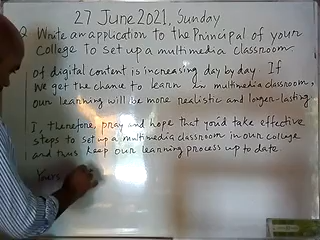 27 June 2021, Sunday
Q Write an application to the Principal of your
College to set up a multimedia classroom
of digital content is increasing day by day. If
we get the chance to learn in multimedia classroom,
our learning will be more realistic and longer-lasting
I, therefore, pray and hope that you'd take effective
steps to set up a multimedia classroom in our college
and thus keep our learning process up to date.
Yours